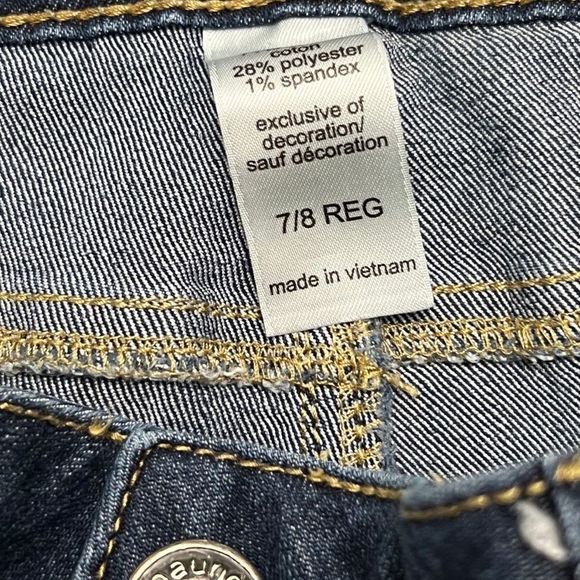 cotton
28% polyester
1% spandex
exclusive of
decoration/
sauf décoration
7/8 REG
made in vietnam